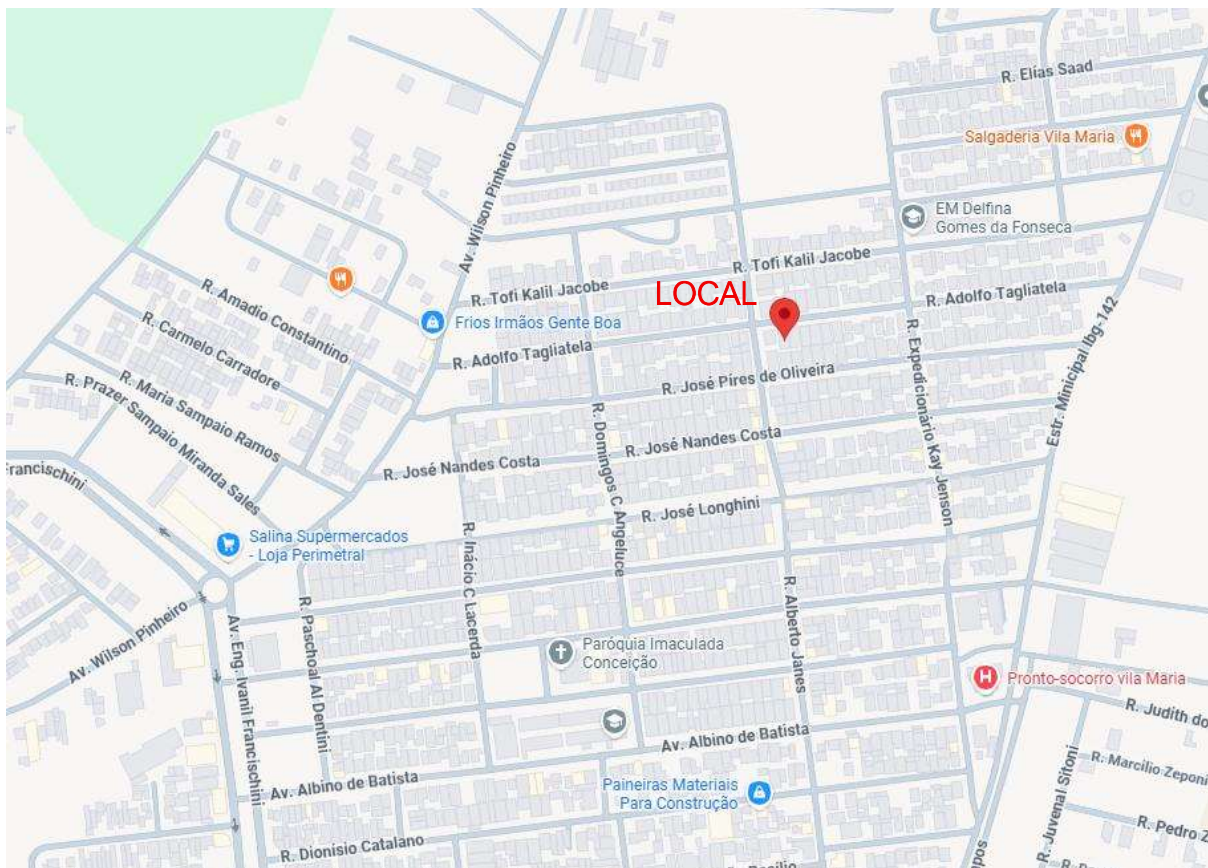 R. Elias Saad
Salgaderia Vila Maria
Av. Wilson Pinheiro
EM Delfina
Gomes da Fonseca
R. Tofi Kalil Jacobe
R. Tofi Kalil Jacobe
LOCAL
R. Adolfo Tagliatela
R. Amadio Constantino
R. Carmelo Carradore
Frios Irmãos Gente Boa
R. Adolfo Tagliatela
R. Expedicionário Kay Jenson
Estr. Minicipal Ibg-142
R. José Pires de Oliveira
R. Maria Sampaio Ramos
R. Prazer Sampaio Miranda Sales
R. Domingos C Angeluce
R. José Nandes Costa
R. José Nandes Costa
Francischini
R. José Longhini
Salina Supermercados
- Loja Perimetral
R. Inácio C Lacerda
R. Alberto Janes
R. Paschoal Al Dentini
Av. Wilson Pinheiro
Av. Eng. Ivanil Francischini
Paróquia Imaculada
Conceição
Pronto-socorro vila Maria
R. Judith do
Av. Albino de Batista
R. Juvenal Sitoni
R. Marcilio Zeponi
Av. Albino de Batista
Paineiras Materiais
Para Construção
R. Pedro Z
R. Dionisio Catalano